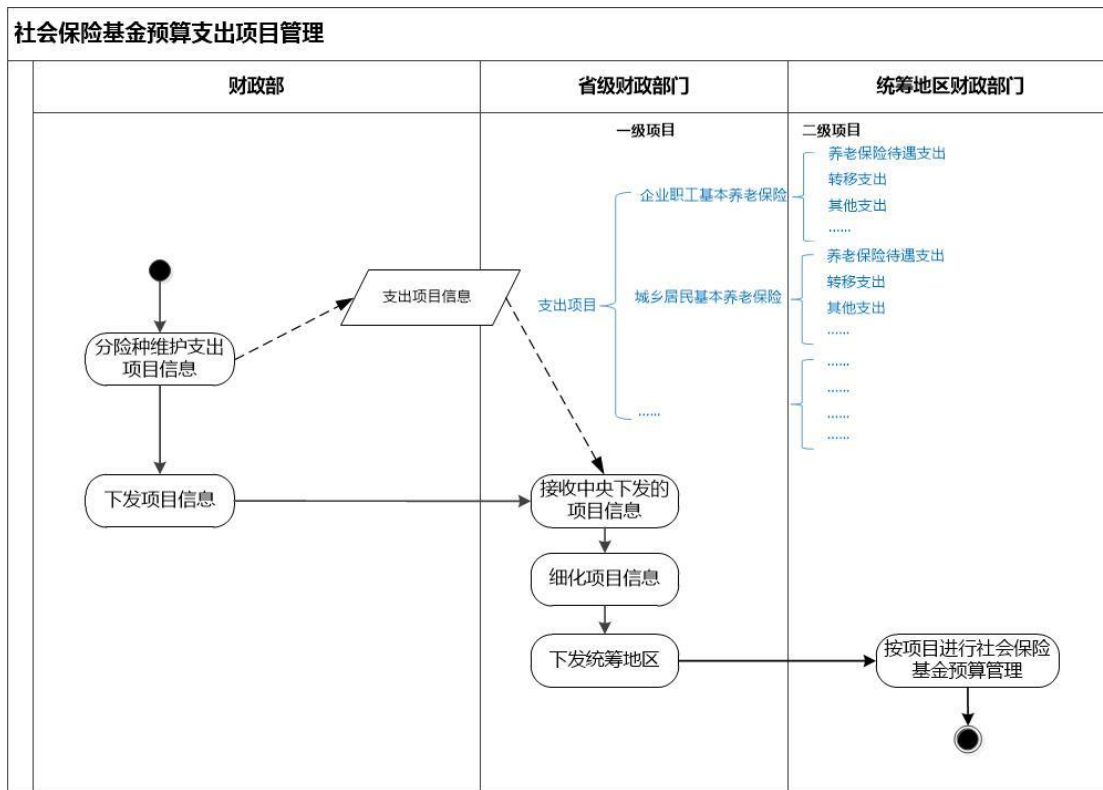 社会保险基金预算支出项目管理
财政部
省级财政部门
统筹地区财政部门
一级项目
二级项目
养老保险待遇支出
转移支出
企业职工基本养老保险
其他支出
......
养老保险待遇支出
转移支出
支出项目信息
城乡居民基本养老保险
支出项目
其他支出
......
分险种维护支出
项目信息
......
......
......
......
......
下发项目信息
接收中央下发的
项目信息
细化项目信息
下发统筹地区
按项目进行社会保险
基金预算管理